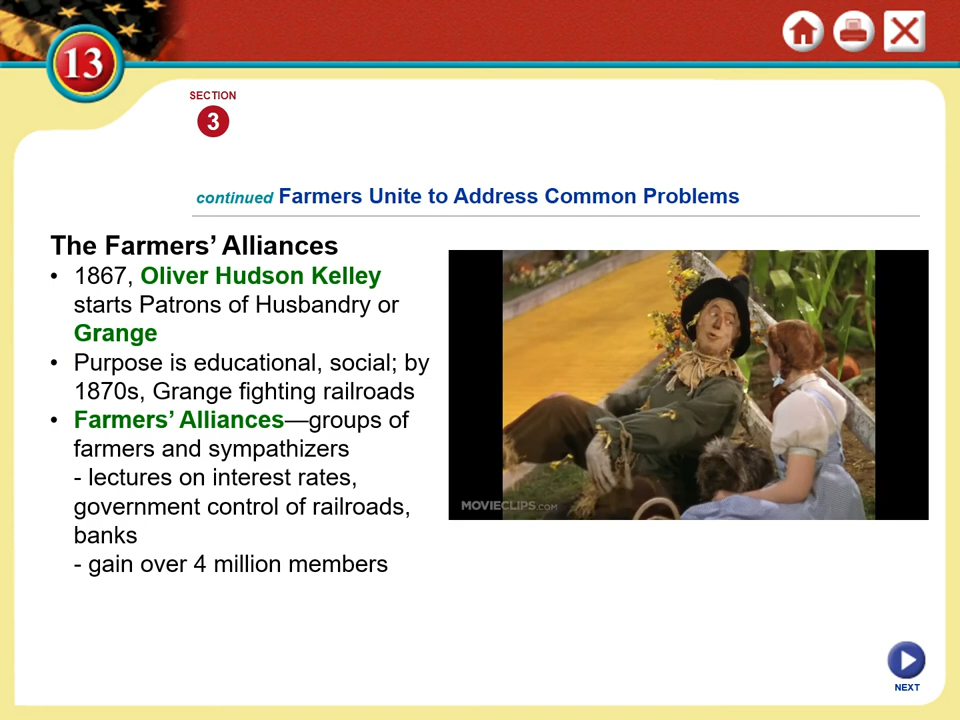 13
SECTION
3
continued Farmers Unite to Address Common Problems
The Farmers’ Alliances
• 1867, Oliver Hudson Kelley
starts Patrons of Husbandry or
Grange
• Purpose is educational, social; by
1870s, Grange fighting railroads
• Farmers’ Alliances—groups of
farmers and sympathizers
- lectures on interest rates,
government control of railroads,
banks
- gain over 4 million members
MOVIECLIPS.COM
NEXT